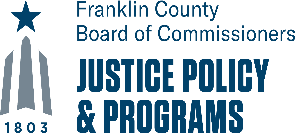 Franklin County
Board of Commissioners
JUSTICE POLICY
& PROGRAMS
1803